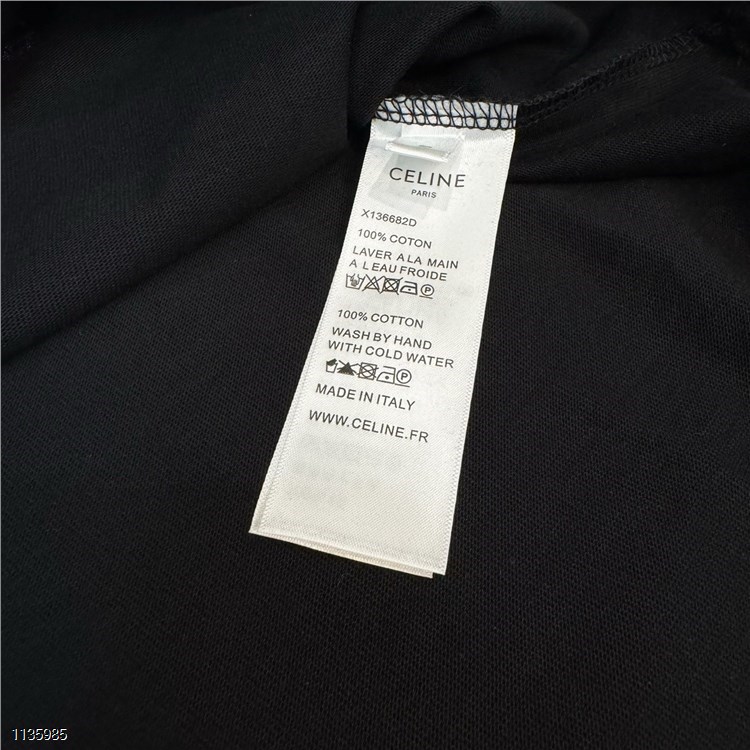 CELINE
PARIS
X136682D
100% COTON
LAVER A LA MAIN
A L EAU FROIDE
100% COTTON
WASH BY HAND
WITH COLD WATER
MADE IN ITALY
WWW.CELINE.FR
1135985